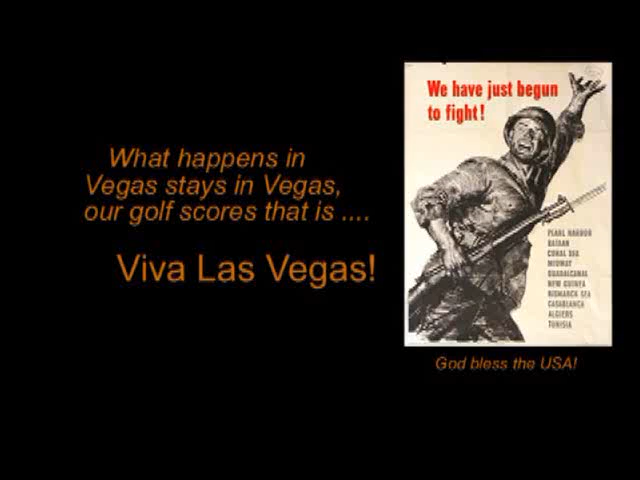 What happens in
Vegas stays in Vegas,
our golf scores that is ....
Viva Las Vegas!
We have just begun
to fight!
PEARL HARBOR
BATAAN
CORAL SEA
MIDWAY
GUADALCANAL
NEW GUINEA
BISMARCK SEA
CASABLANCA
ALGIERS
TUNISIA
God bless the USA!